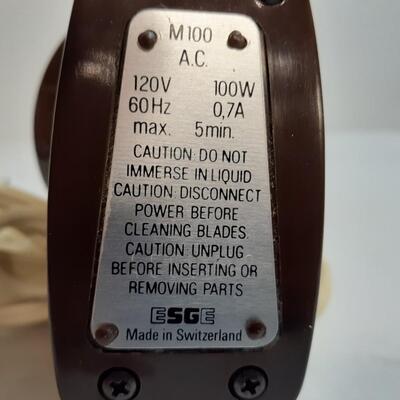 M100
A.C.
120V 100W
60Hz 0,7A
max. 5min.
CAUTION: DO NOT
IMMERSE IN LIQUID
CAUTION: DISCONNECT
POWER BEFORE
CLEANING BLADES.
CAUTION: UNPLUG
BEFORE INSERTING OR
REMOVING PARTS
ESGE
Made in Switzerland